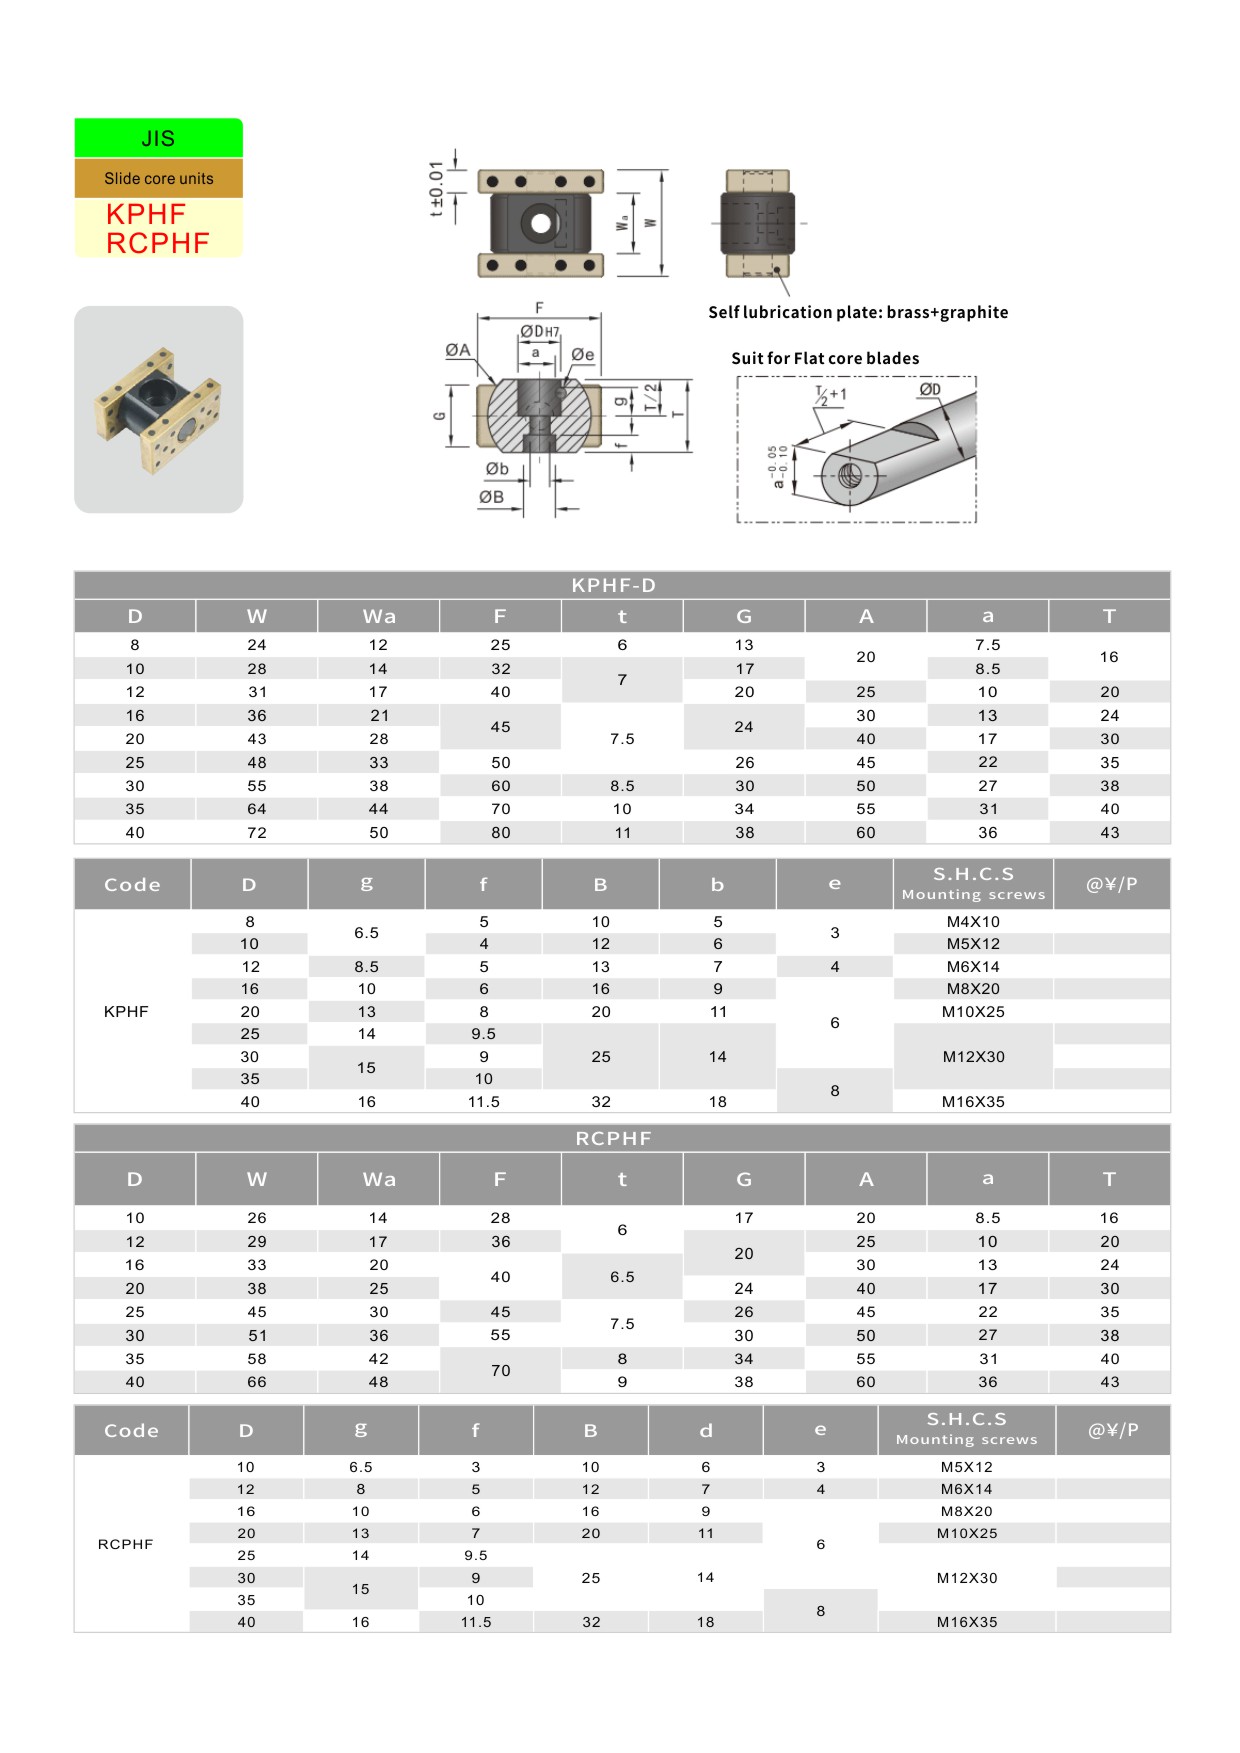 JIS
Slide core units
KPHF
RCPHF
t±0.01
Wa
W
Self lubrication plate: brass+graphite
F
ØDH7
ØA
a
Øe
G
g
T/2
T
f
Øb
ØB
Suit for Flat core blades
T/2+1
ØD
a-0.05 -0.10
KPHF-D
D W Wa F t G A a T
8 24 12 25 6 13 20 7.5 16
10 28 14 32 7 17 8.5
12 31 17 40 20 25 10 20
16 36 21 45 7.5 24 30 13 24
20 43 28 40 17 30
25 48 33 50 26 45 22 35
30 55 38 60 8.5 30 50 27 38
35 64 44 70 10 34 55 31 40
40 72 50 80 11 38 60 36 43
Code D g f B b e S.H.C.S Mounting screws @¥/P
KPHF
8 6.5 5 10 5 3 M4X10
10 4 12 6 M5X12
12 8.5 5 13 7 4 M6X14
16 10 6 16 9 6 M8X20
20 13 8 20 11 M10X25
25 14 9.5 25 14 M12X30
30 15 9
35 10 8
40 16 11.5 32 18 M16X35
RCPHF
D W Wa F t G A a T
10 26 14 28 6 17 20 8.5 16
12 29 17 36 20 25 10 20
16 33 20 40 6.5 30 13 24
20 38 25 24 40 17 30
25 45 30 45 7.5 26 45 22 35
30 51 36 55 30 50 27 38
35 58 42 70 8 34 55 31 40
40 66 48 9 38 60 36 43
Code D g f B d e S.H.C.S Mounting screws @¥/P
RCPHF
10 6.5 3 10 6 3 M5X12
12 8 5 12 7 4 M6X14
16 10 6 16 9 6 M8X20
20 13 7 20 11 M10X25
25 14 9.5 25 14 M12X30
30 15 9
35 10 8
40 16 11.5 32 18 M16X35